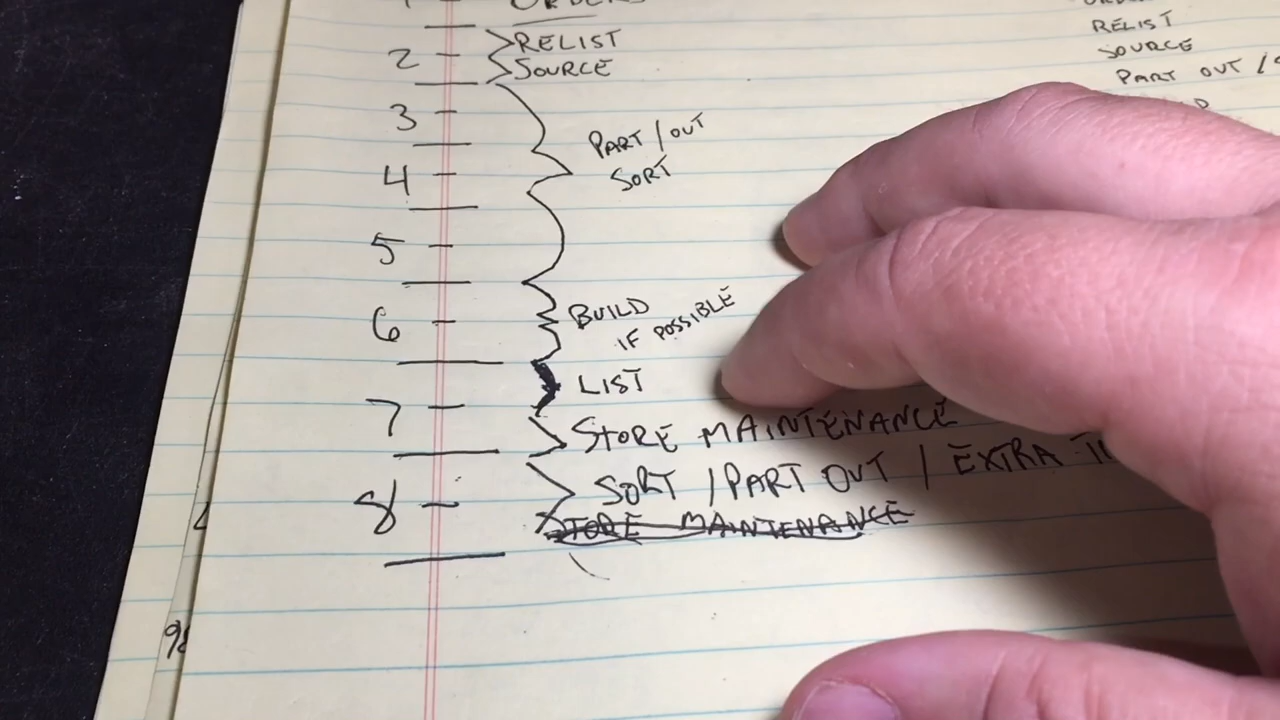 ORDERS
2 RELIST
SOURCE
3
PART / OUT
4 SORT
5
6 BUILD
IF POSSIBLE
LIST
7 STORE MAINTENANCE
8 SORT / PART OUT / EXTRA
STORE MAINTENANCE
RELIST
SOURCE
PART OUT /